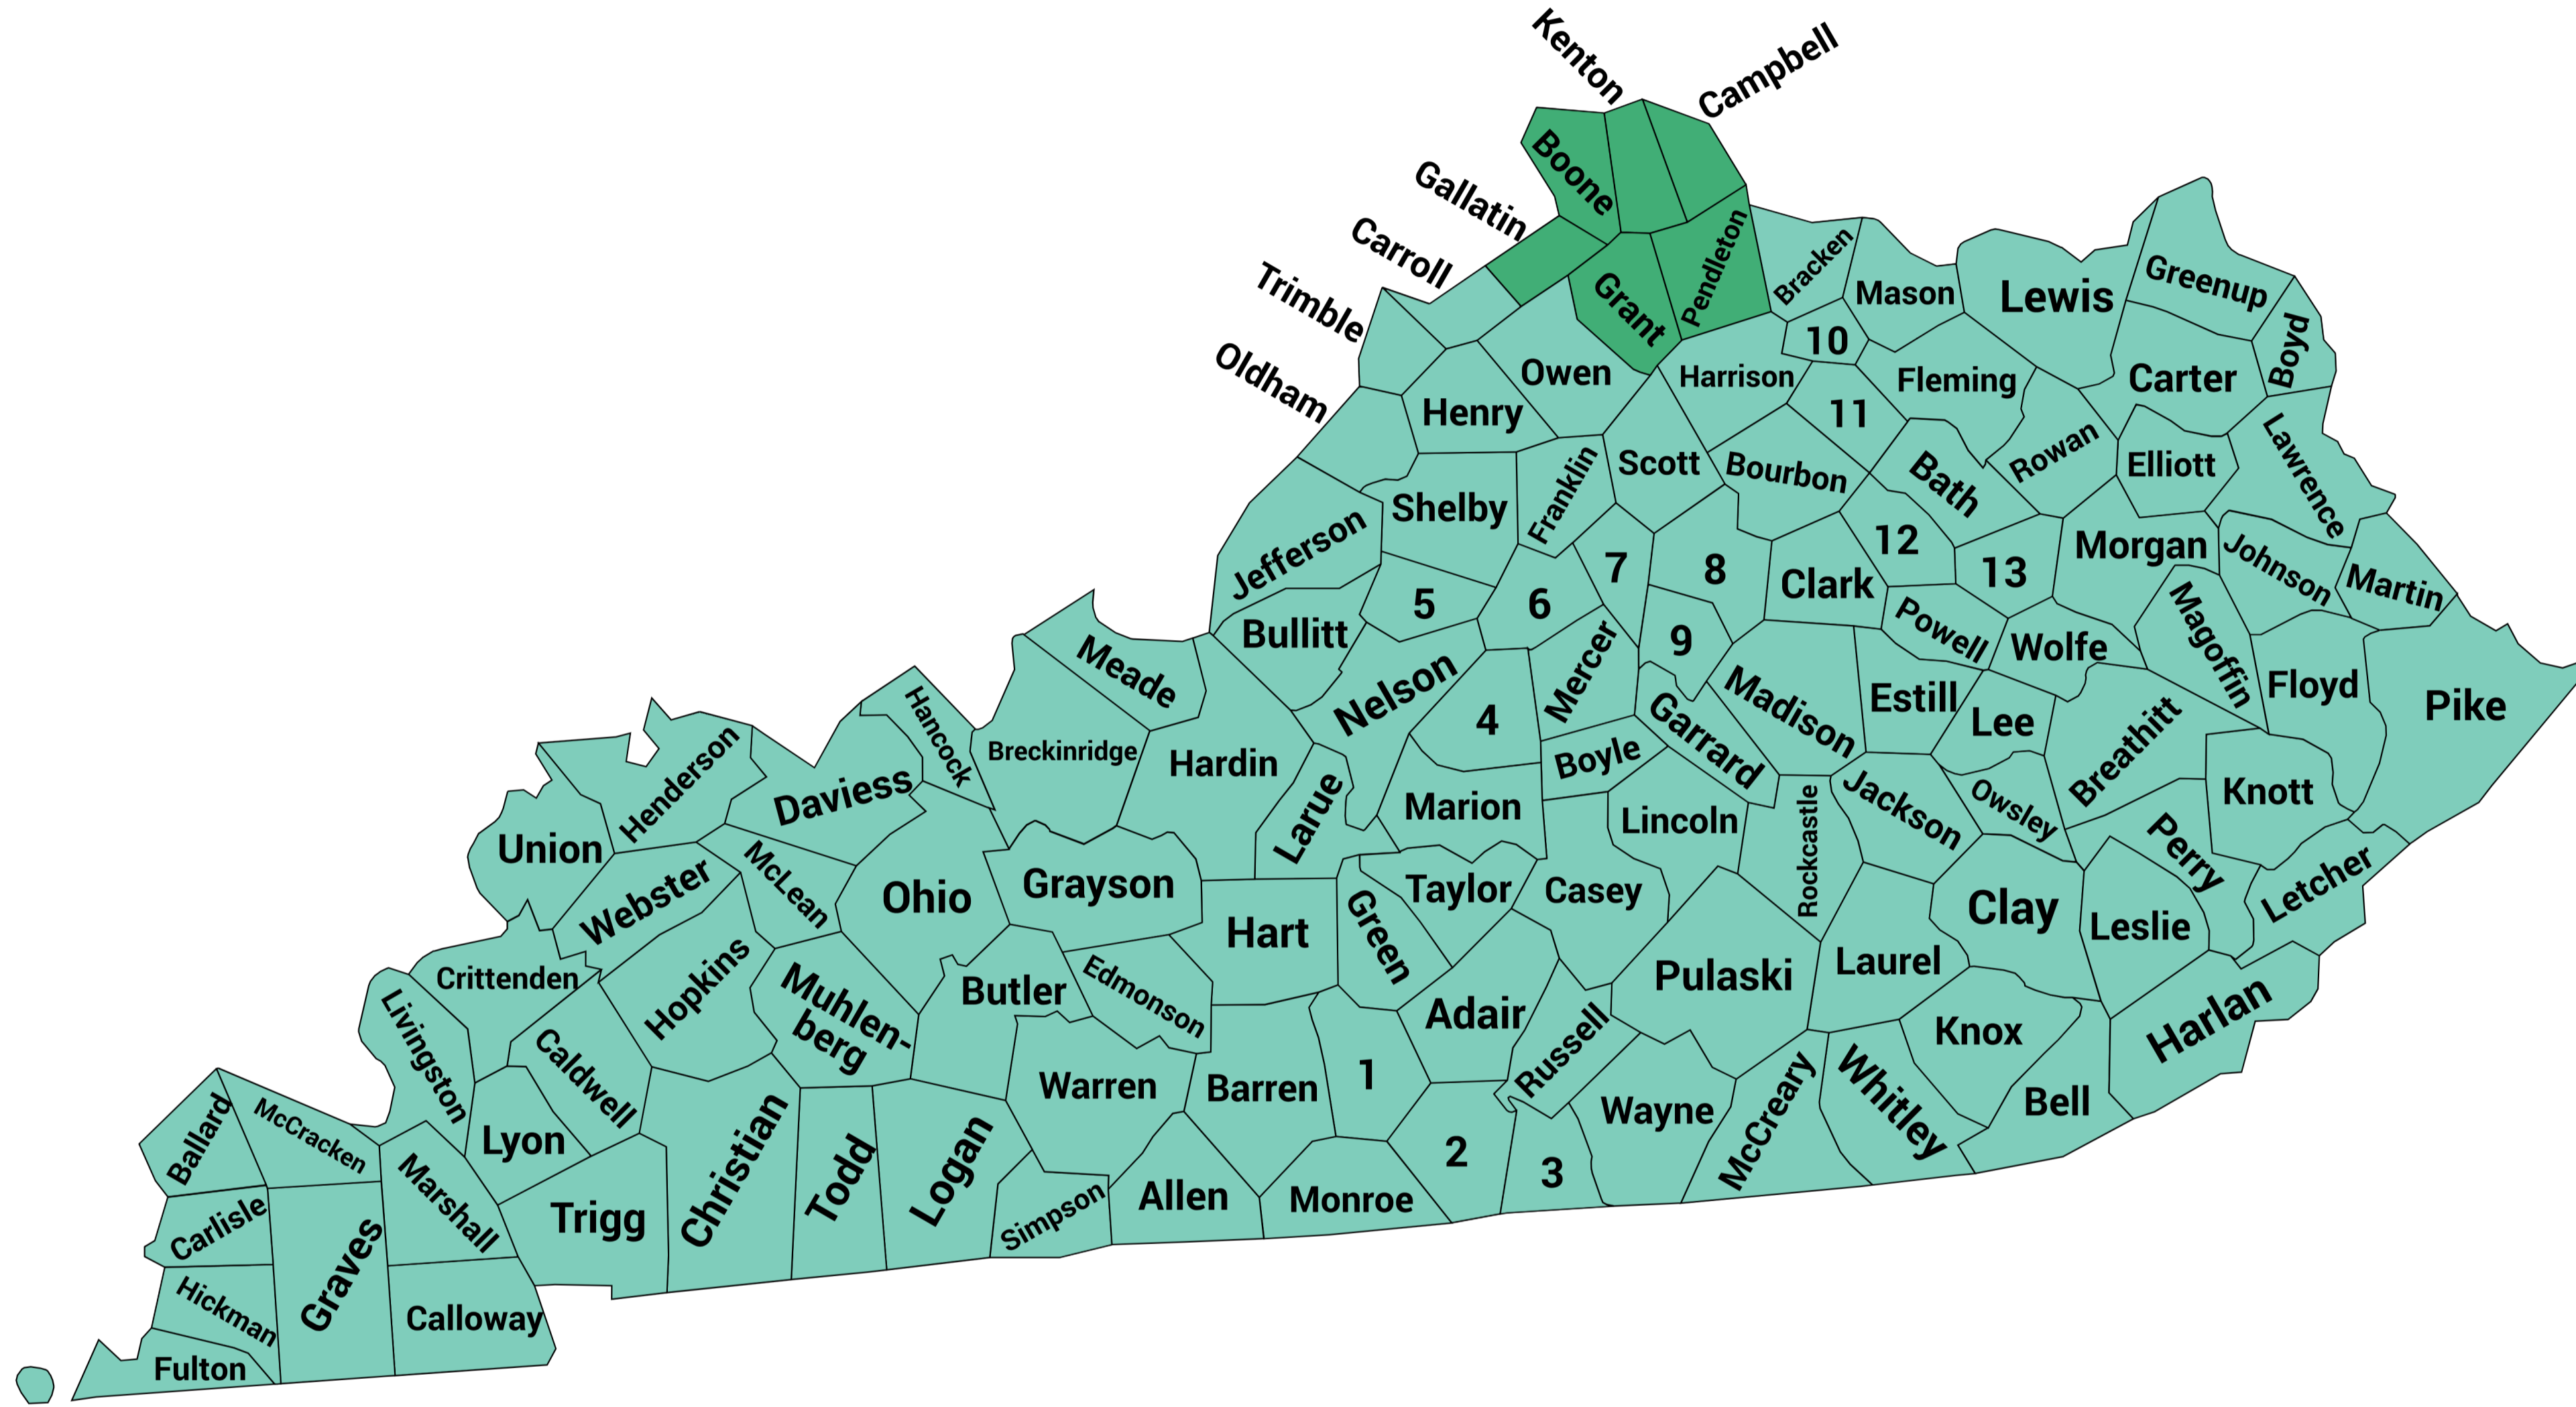 Kenton
Campbell
Boone
Gallatin
Carroll
Trimble
Oldham
Grant
Pendleton
Bracken
Mason
Lewis
Greenup
Boyd
10
Carter
Owen
Harrison
Fleming
Henry
11
Rowan
Elliott
Lawrence
Franklin
Scott
Bourbon
Bath
Shelby
Jefferson
12
Morgan
Johnson
Martin
7
8
13
Clark
5
6
Bullitt
9
Powell
Wolfe
Magoffin
Floyd
Pike
Meade
Nelson
Mercer
Madison
Estill
Lee
4
Garrard
Breathitt
Hancock
Breckinridge
Hardin
Boyle
Henderson
Daviess
Larue
Marion
Lincoln
Rockcastle
Jackson
Owsley
Knott
Union
Webster
McLean
Ohio
Grayson
Taylor
Casey
Perry
Letcher
Clay
Leslie
Hart
Green
Crittenden
Hopkins
Muhlen-
berg
Butler
Edmonson
Adair
Pulaski
Laurel
Knox
Harlan
Livingston
Caldwell
Russell
Warren
Barren
1
Wayne
McCreary
Whitley
Bell
Ballard
McCracken
Lyon
Christian
Todd
Logan
2
3
Marshall
Trigg
Simpson
Allen
Monroe
Carlisle
Graves
Hickman
Calloway
Fulton